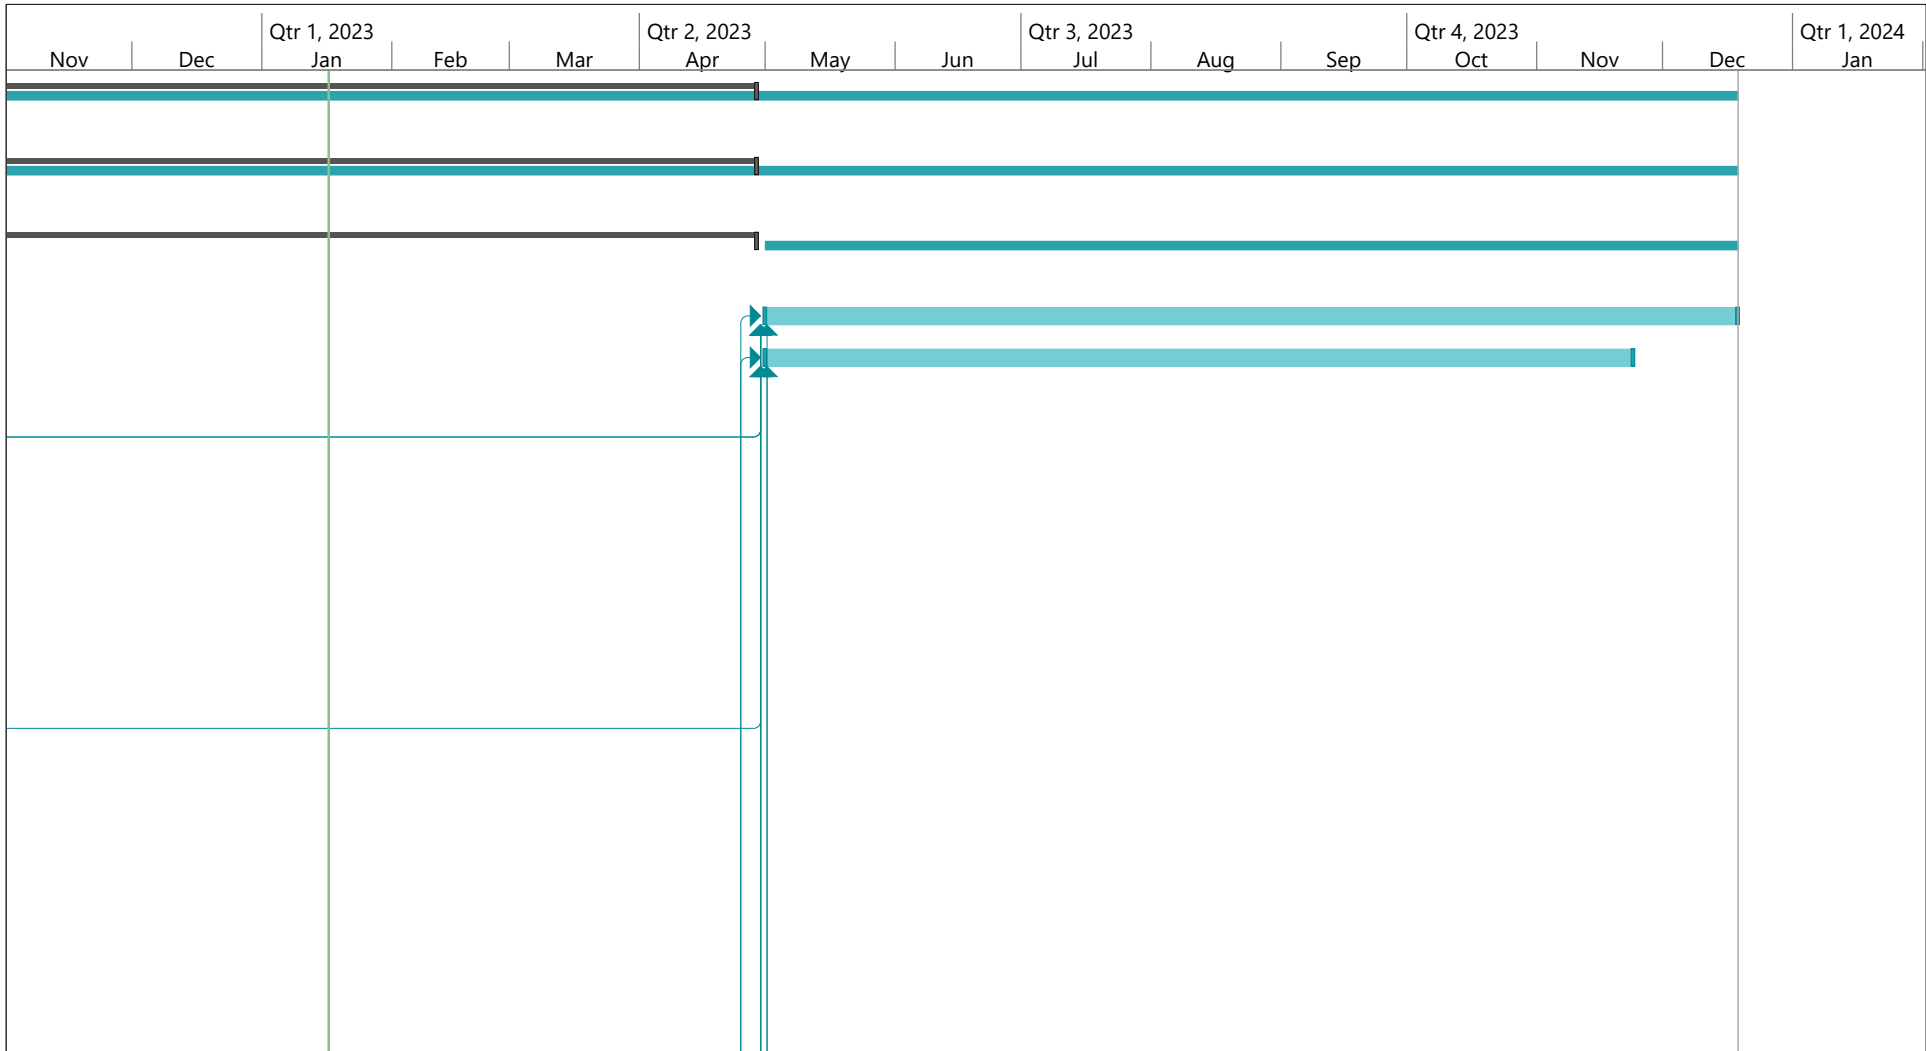 Qtr 1, 2023 Qtr 2, 2023 Qtr 3, 2023 Qtr 4, 2023 Qtr 1, 2024
Nov Dec Jan Feb Mar Apr May Jun Jul Aug Sep Oct Nov Dec Jan